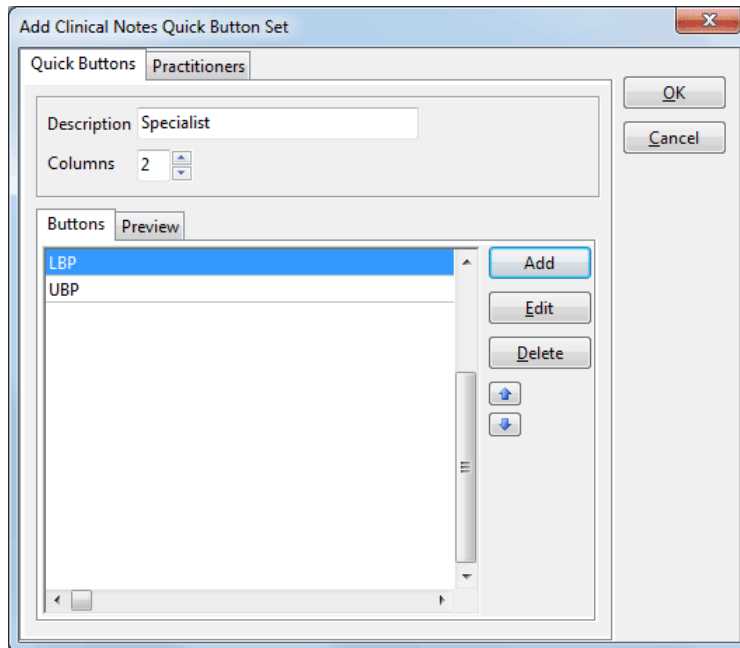 Add Clinical Notes Quick Button Set
Quick Buttons Practitioners
OK
Description Specialist
Cancel
Columns 2
Buttons Preview
LBP
Add
UBP
Edit
Delete